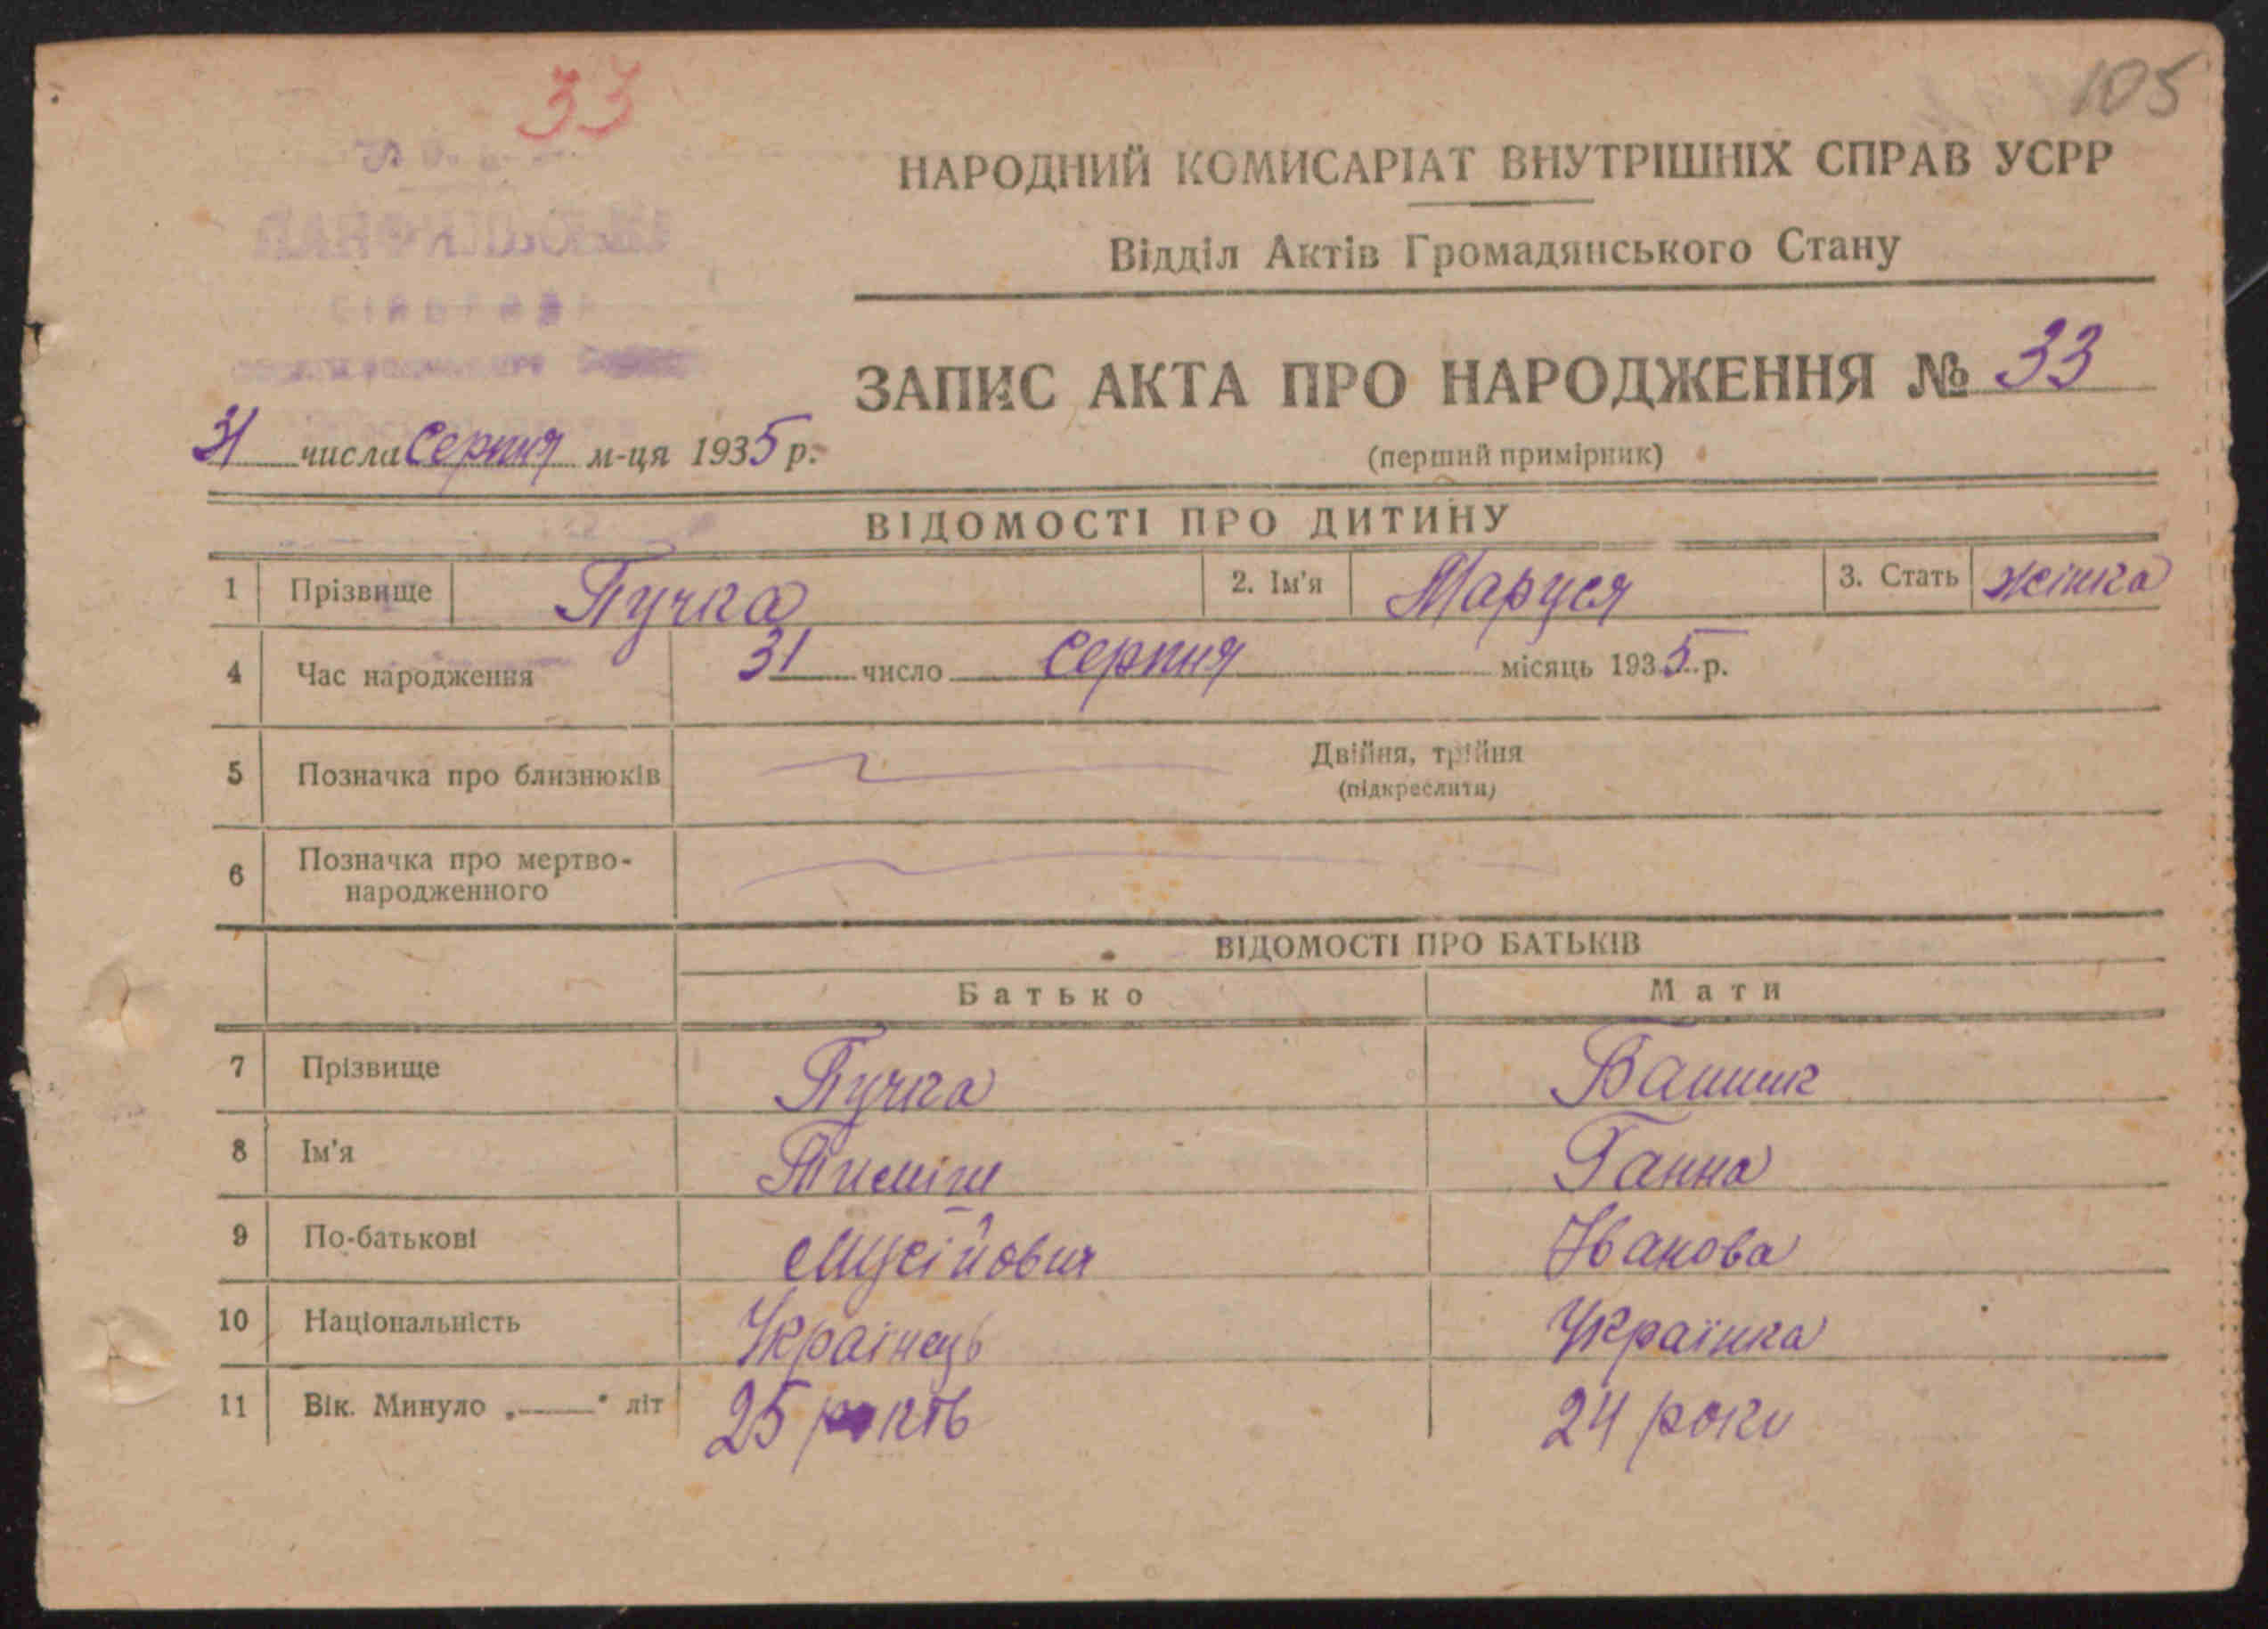 33
105
НАРОДНИЙ КОМИСАРІАТ ВНУТРІШНІХ СПРАВ УСРР
Відділ Актів Громадянського Стану
ЗАПИС АКТА ПРО НАРОДЖЕННЯ № 33
(перший примірник)
31 числа Серпня м-ця 1935 р.
ВІДОМОСТІ ПРО ДИТИНУ
1 Прізвище Пучка 2. Ім'я Маруся 3. Стать жінка
4 Час народження 31 число Серпня місяць 1935 р.
5 Позначка про близнюків Двійня, трійня
(підкреслити)
6 Позначка про мертво-
народженного
ВІДОМОСТІ ПРО БАТЬКІВ
Батько Мати
7 Прізвище Пучка
8 Ім'я Тиміш Ганна
9 По-батькові Мусійович Іванова
10 Національність Українець Українка
11 Вік. Минуло „——" літ 25 років 24 роки